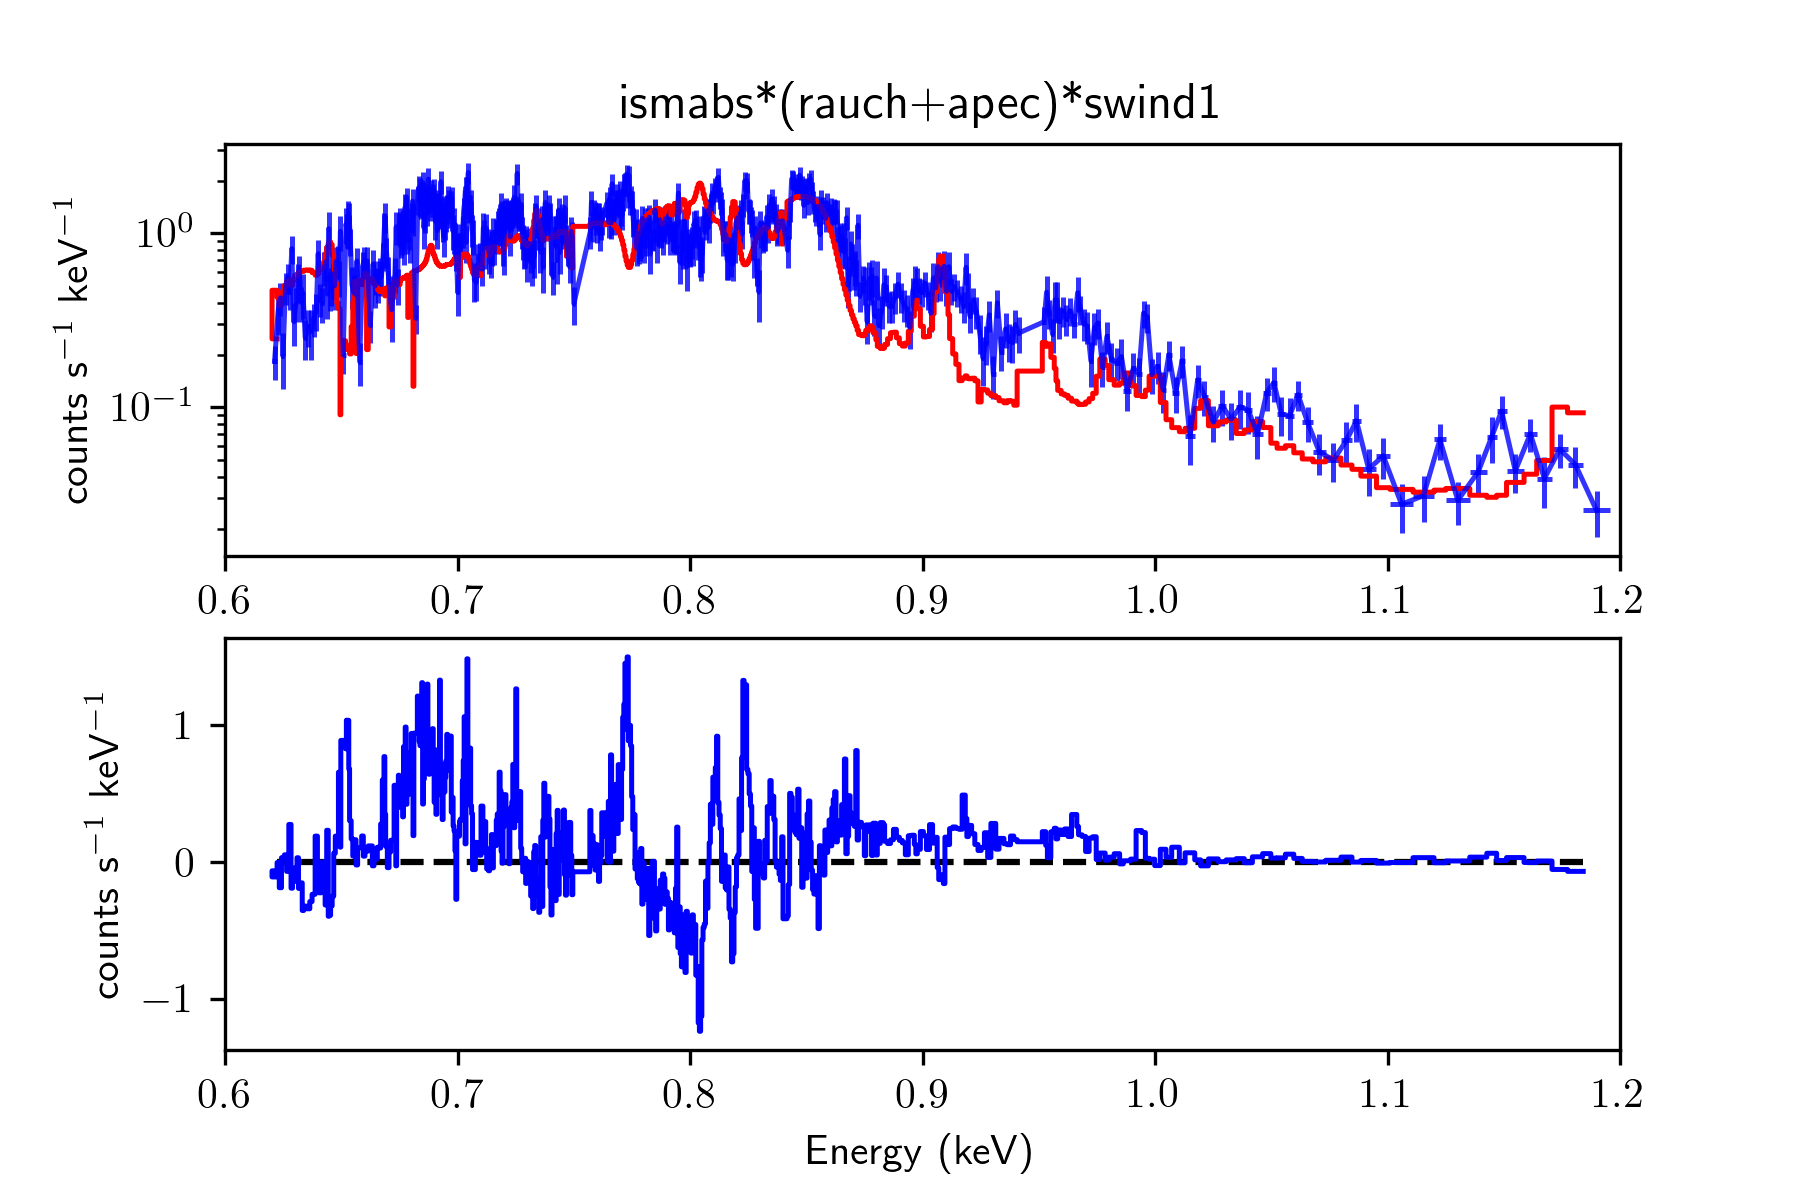 ismabs*(rauch+apec)*swind1
counts s⁻¹ keV⁻¹
10⁰
10⁻¹
0.6 0.7 0.8 0.9 1.0 1.1 1.2
counts s⁻¹ keV⁻¹
1
0
−1
0.6 0.7 0.8 0.9 1.0 1.1 1.2
Energy (keV)